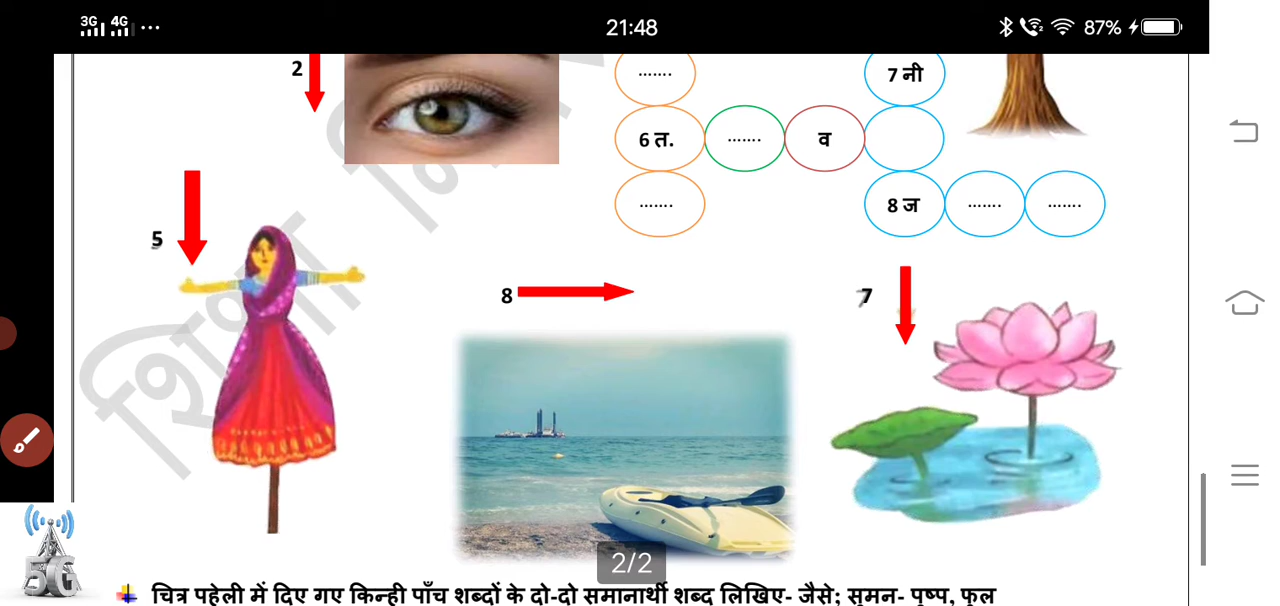 3G 4G ... 21:48 87%
2
.......
7 नी
6 त. ....... व
....... 8 ज ....... .......
5
8
7
5G
2/2
चित्र पहेली में दिए गए किन्ही पाँच शब्दों के दो-दो समानार्थी शब्द लिखिए- जैसे; सुमन- पुष्प, फूल